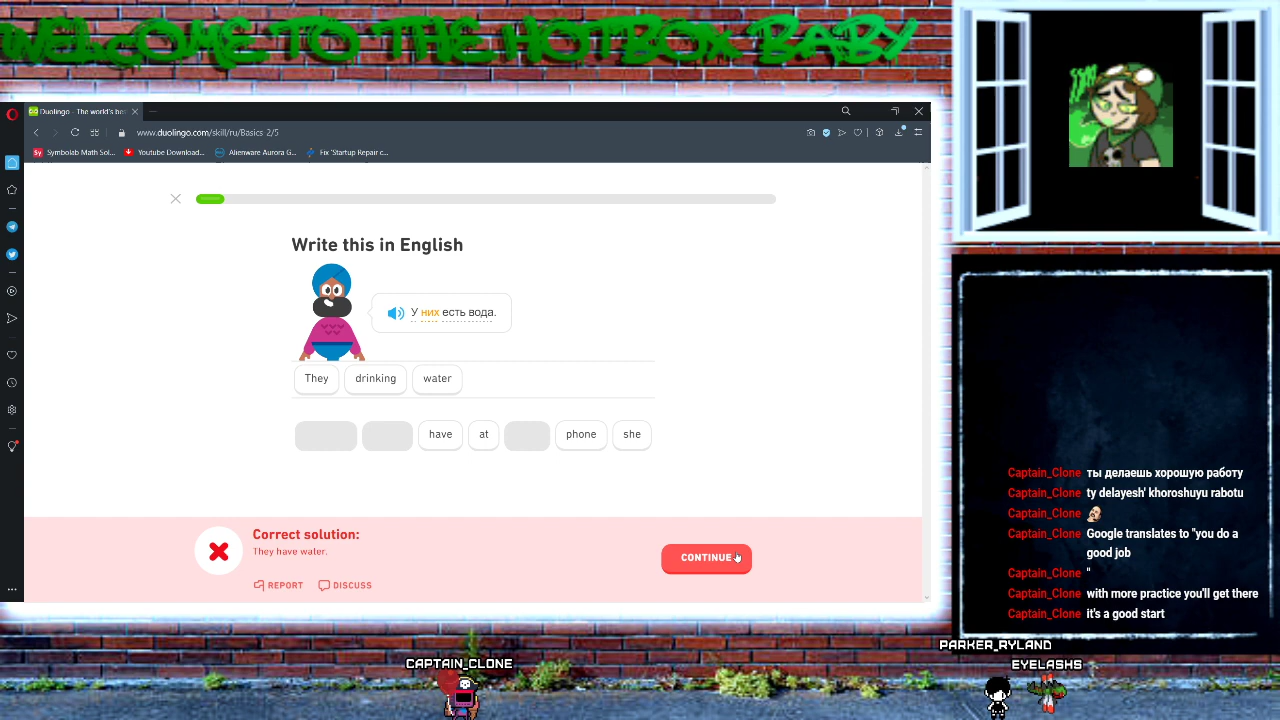 WELCOME TO THE HOTBOX BABY
Duolingo - The world's bes
www.duolingo.com/skill/ru/Basics-2/5
Sy Symbolab Math Sol...
Youtube Download...
Alienware Aurora G...
Fix 'Startup Repair c...
Write this in English
У них есть вода.
They drinking water
have at phone she
Correct solution:
They have water.
REPORT
DISCUSS
CONTINUE
Captain_Clone ты делаешь хорошую работу
Captain_Clone ty delayesh' khoroshuyu rabotu
Captain_Clone
Captain_Clone Google translates to "you do a
good job
Captain_Clone "
Captain_Clone with more practice you'll get there
Captain_Clone it's a good start
PARKER_RYLAND
EYELASHS
CAPTAIN_CLONE